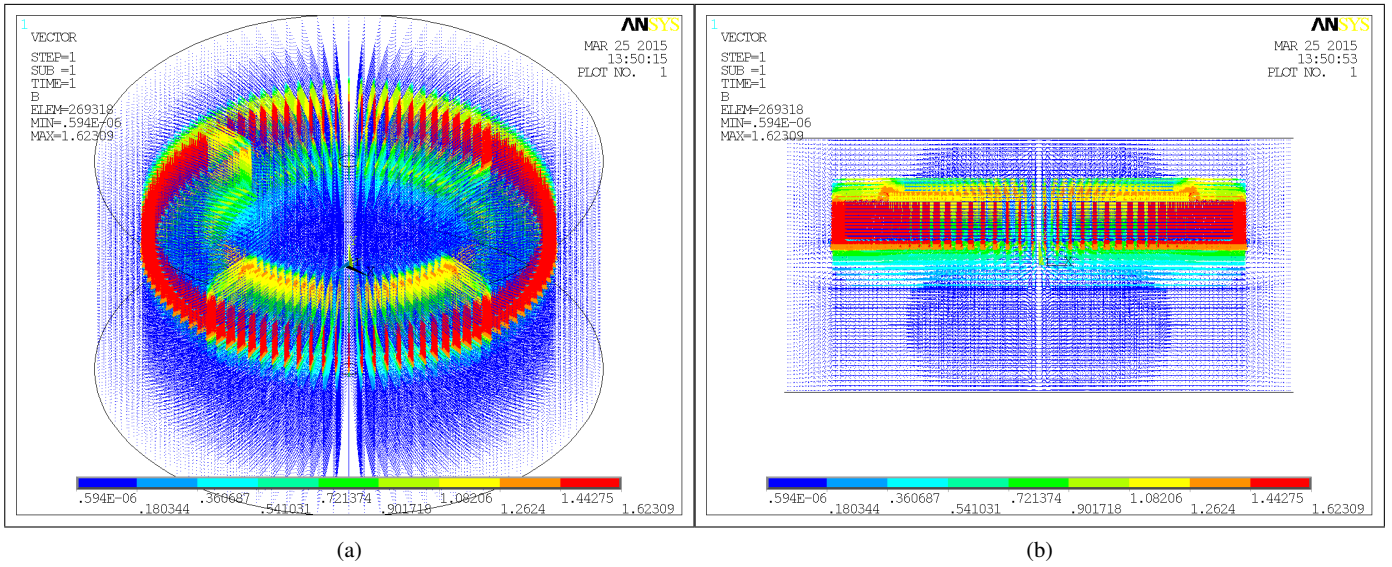 1
ANSYS
VECTOR
MAR 25 2015
STEP=1
13:50:15
SUB =1
PLOT NO. 1
TIME=1
B
ELEM=269318
MIN=.594E-06
MAX=1.62309
.594E-06 .360687 .721374 1.08206 1.44275
.180344 .541031 .901718 1.2624 1.62309
(a)
1
ANSYS
VECTOR
MAR 25 2015
STEP=1
13:50:53
SUB =1
PLOT NO. 1
TIME=1
B
ELEM=269318
MIN=.594E-06
MAX=1.62309
X
.594E-06 .360687 .721374 1.08206 1.44275
.180344 .541031 .901718 1.2624 1.62309
(b)